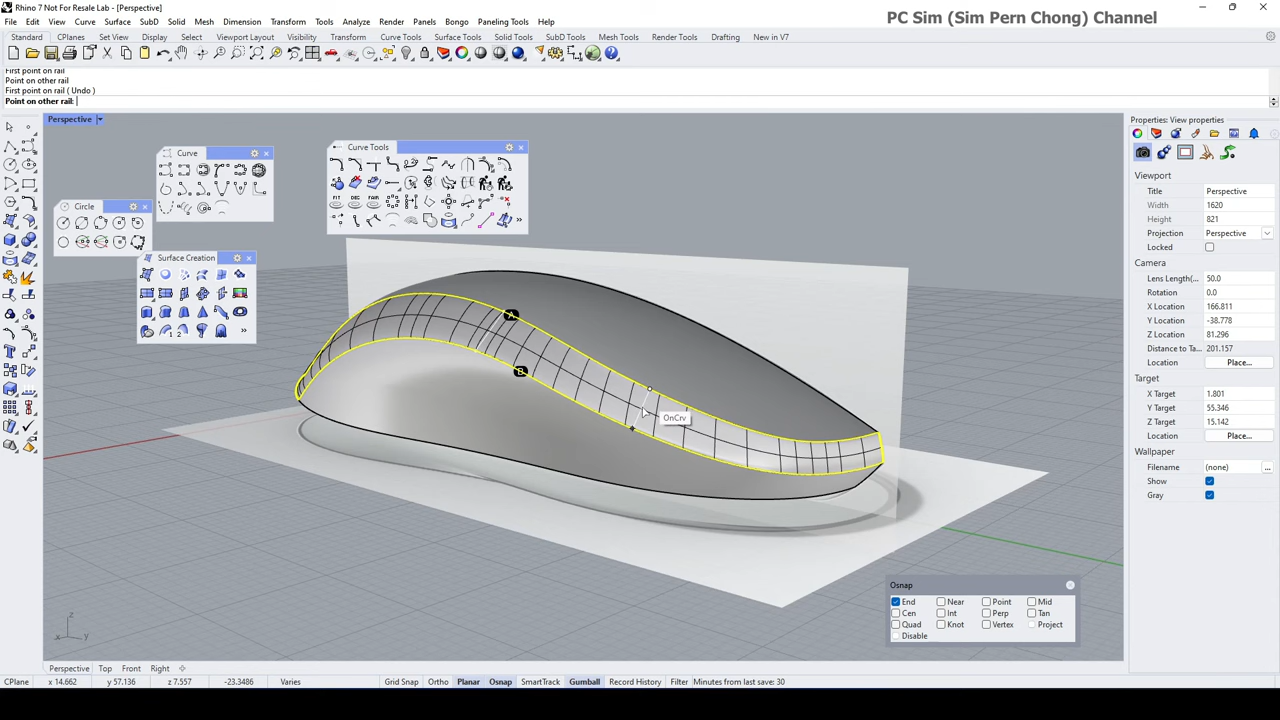 Rhino 7 Not For Resale Lab - [Perspective]
PC Sim (Sim Pern Chong) Channel
File Edit View Curve Surface SubD Solid Mesh Dimension Transform Tools Analyze Render Panels Bongo Paneling Tools Help
Standard CPlanes Set View Display Select Viewport Layout Visibility Transform Curve Tools Surface Tools Solid Tools SubD Tools Mesh Tools Render Tools Drafting New in V7
First point on rail
Point on other rail
First point on rail ( Undo )
Point on other rail:
Perspective
Curve
Curve Tools
Circle
Surface Creation
FIT DEG FAIR
1 2
A
B
OnCrv
Properties: View properties
Viewport
Title Perspective
Width 1620
Height 821
Projection Perspective
Locked
Camera
Lens Length(... 50.0
Rotation 0.0
X Location 166.811
Y Location -38.778
Z Location 81.296
Distance to Ta... 201.157
Location Place...
Target
X Target 1.801
Y Target 55.346
Z Target 15.142
Location Place...
Wallpaper
Filename (none) ...
Show
Gray
Osnap
End Near Point Mid
Cen Int Perp Tan
Quad Knot Vertex Project
Disable
z
x y
Perspective Top Front Right
CPlane x 14.662 y 57.136 z 7.557 -23.3486 Varies Grid Snap Ortho Planar Osnap SmartTrack Gumball Record History Filter Minutes from last save: 30